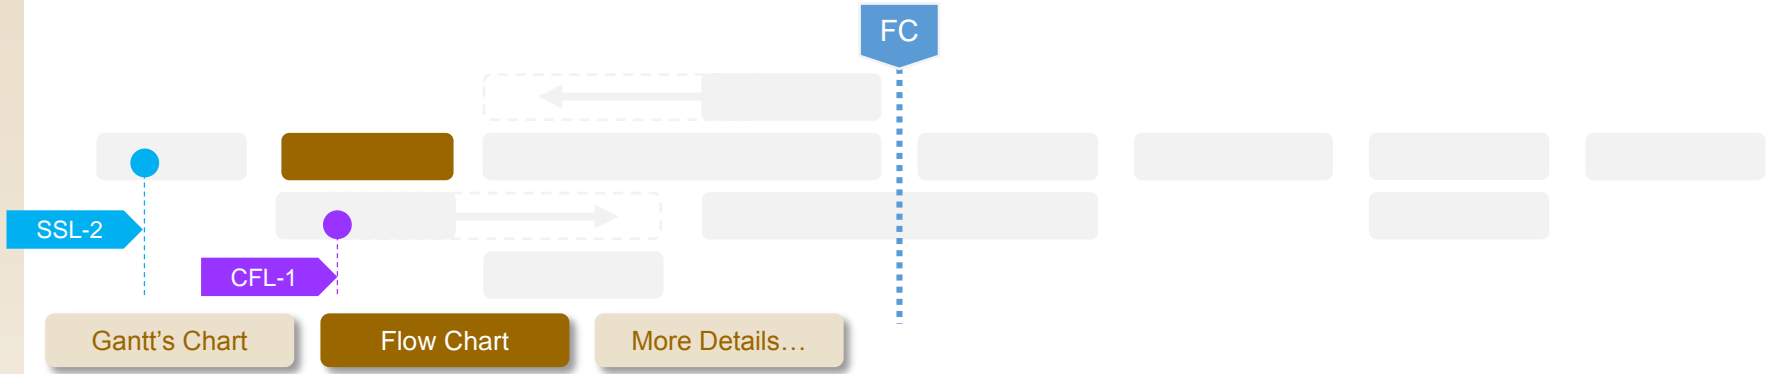 FC
SSL-2
CFL-1
Gantt’s Chart
Flow Chart
More Details…